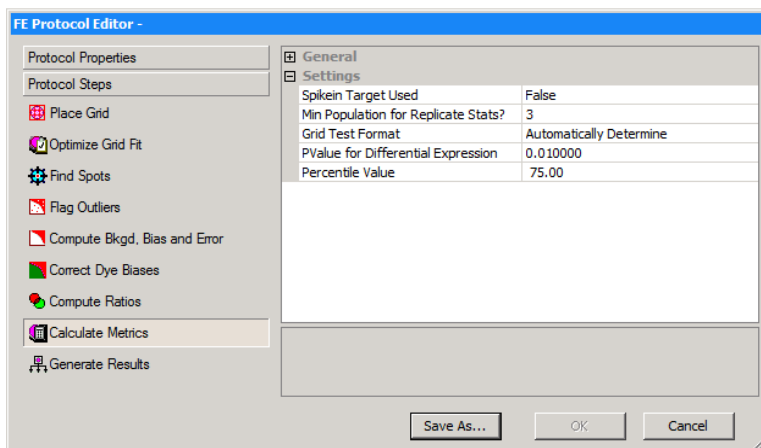 FE Protocol Editor -
Protocol Properties
Protocol Steps
Place Grid
Optimize Grid Fit
Find Spots
Flag Outliers
Compute Bkgd, Bias and Error
Correct Dye Biases
Compute Ratios
Calculate Metrics
Generate Results
General
Settings
Spikein Target Used False
Min Population for Replicate Stats? 3
Grid Test Format Automatically Determine
PValue for Differential Expression 0.010000
Percentile Value 75.00
Save As... OK Cancel